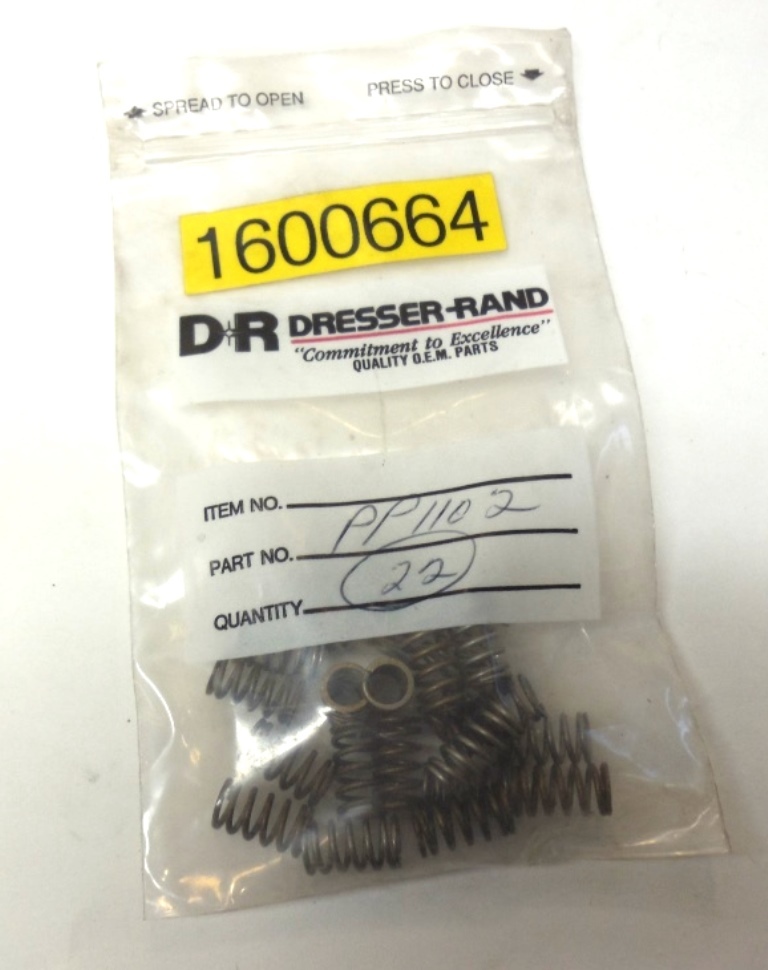 SPREAD TO OPEN PRESS TO CLOSE
1600664
D-R DRESSER-RAND
"Commitment to Excellence"
QUALITY O.E.M. PARTS
ITEM NO.
PART NO. PP1102
QUANTITY 22